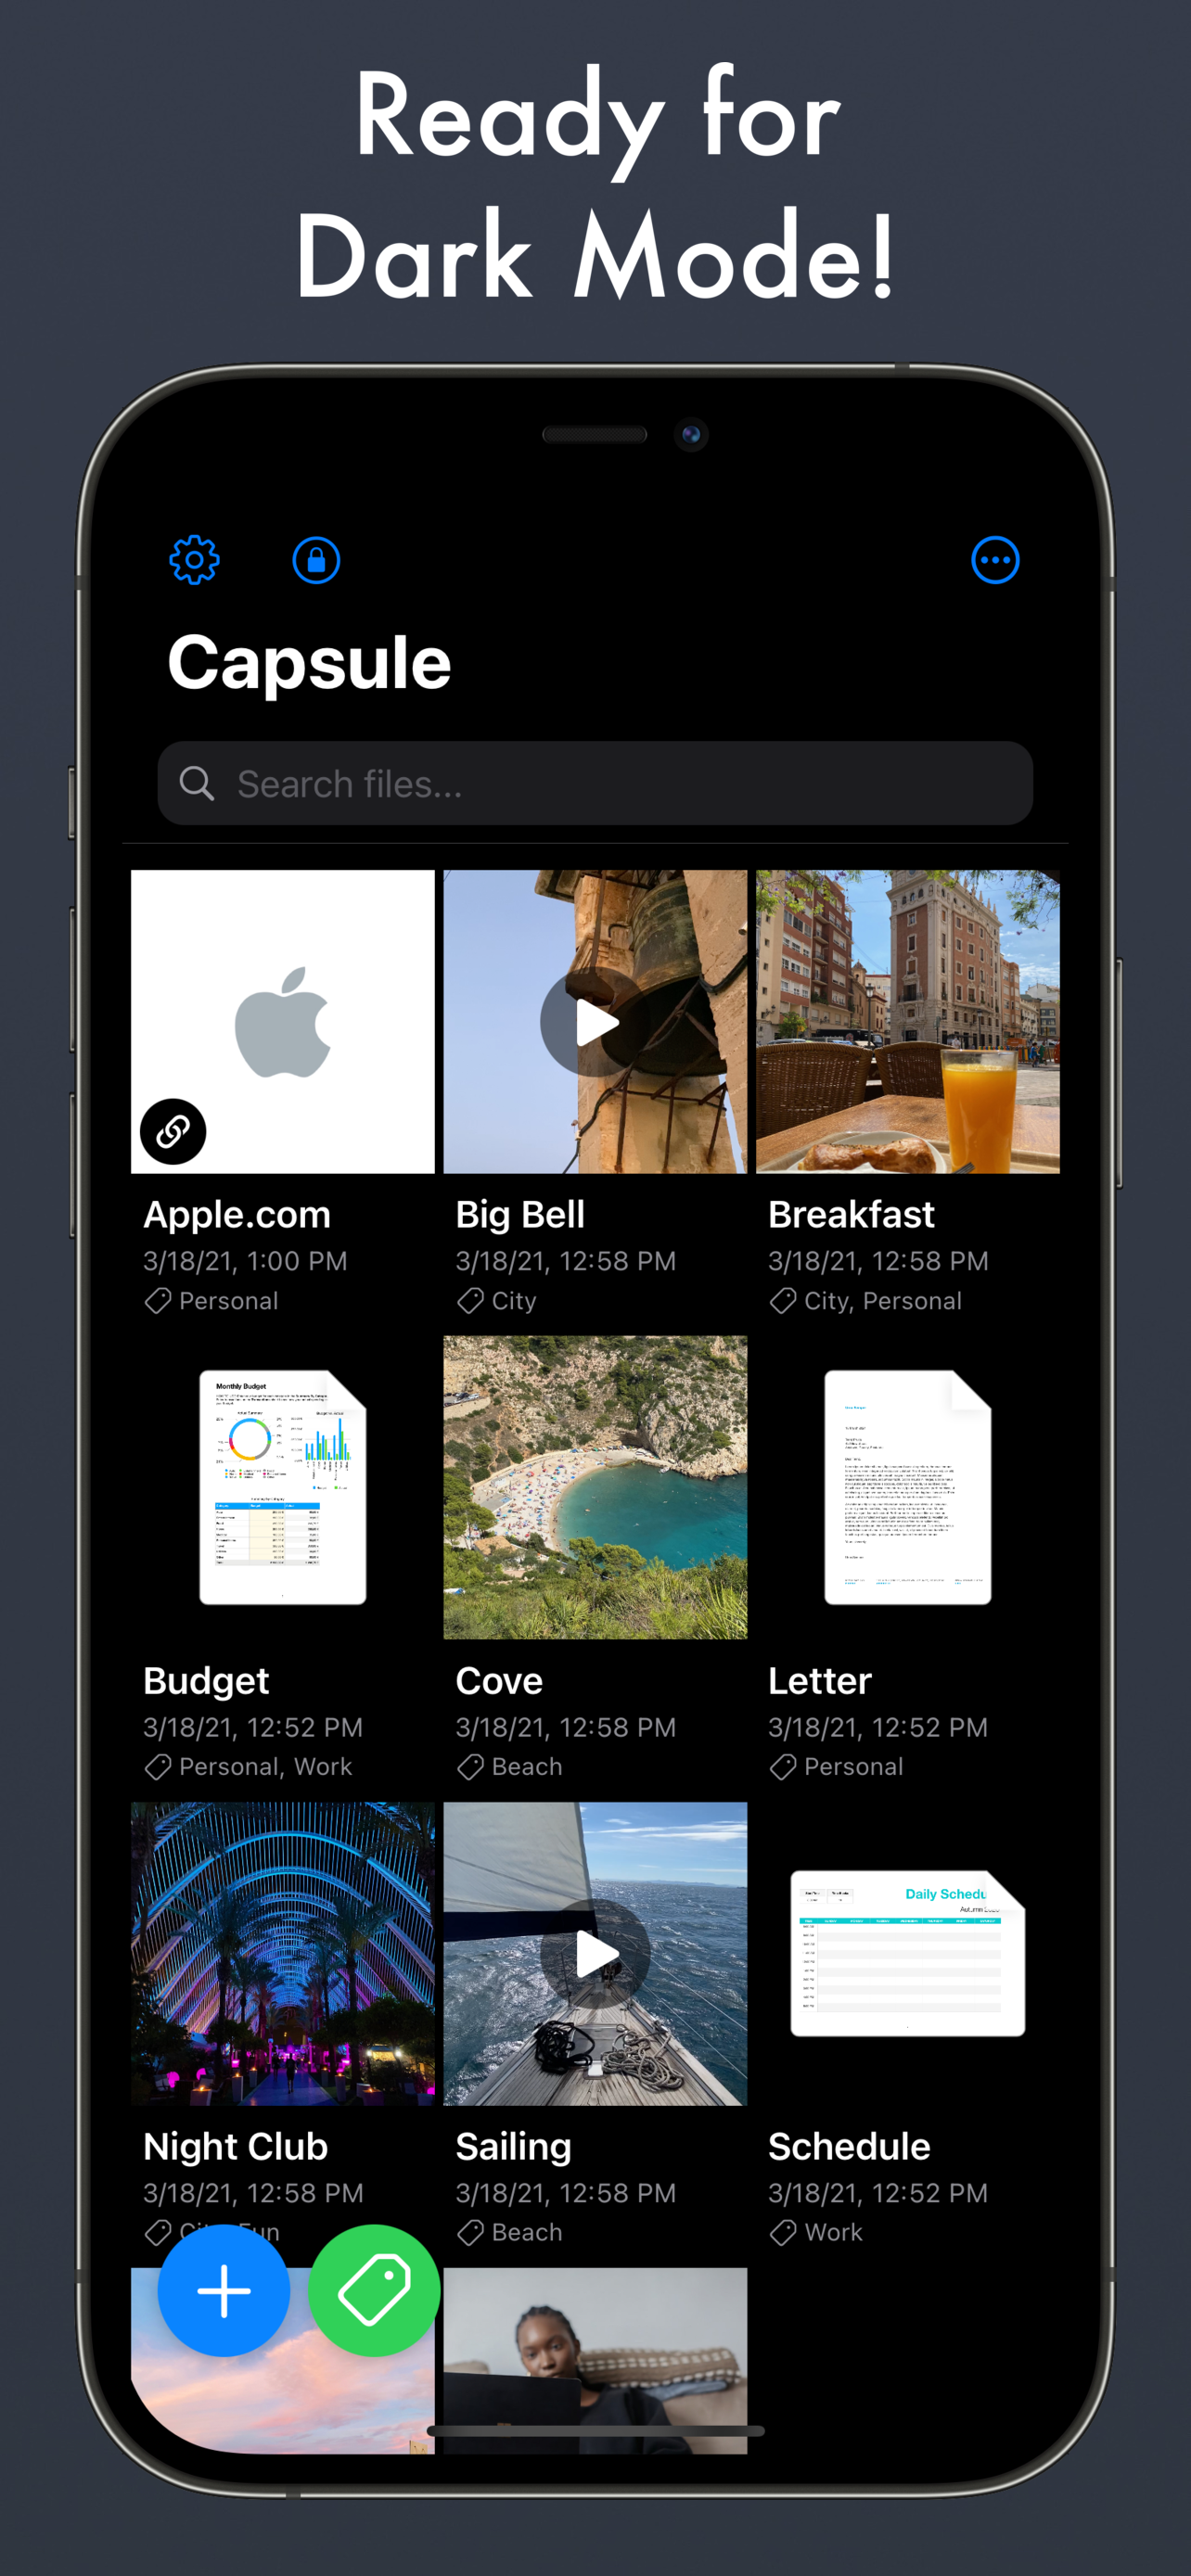 Ready for
Dark Mode!
Capsule
Search files...
Apple.com
3/18/21, 1:00 PM
Personal
Big Bell
3/18/21, 12:58 PM
City
Breakfast
3/18/21, 12:58 PM
City, Personal
Monthly Budget
Budget
3/18/21, 12:52 PM
Personal, Work
Cove
3/18/21, 12:58 PM
Beach
Letter
3/18/21, 12:52 PM
Personal
Daily Schedu
Night Club
3/18/21, 12:58 PM
Sailing
3/18/21, 12:58 PM
Beach
Schedule
3/18/21, 12:52 PM
Work